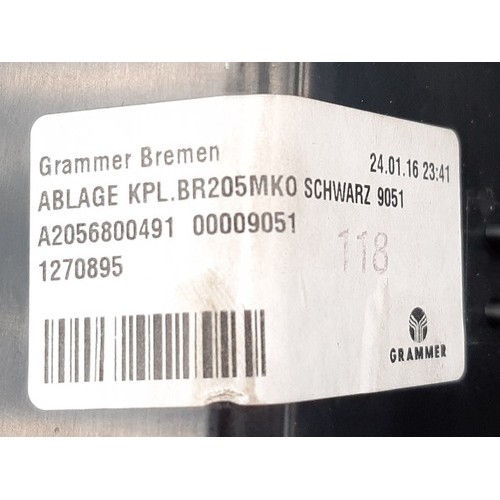 Grammer Bremen 24.01.16 23:41
ABLAGE KPL.BR205MKO SCHWARZ 9051
A2056800491 00009051
1270895
118
GRAMMER